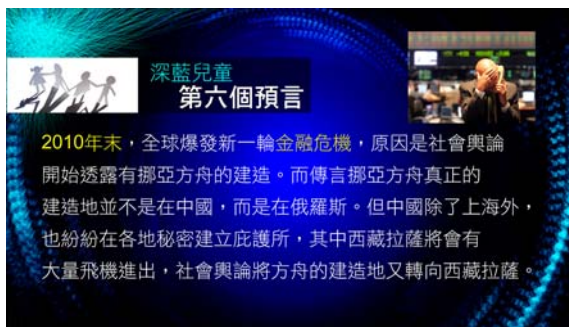 深藍兒童
第六個預言
2010年末，全球爆發新一輪金融危機，原因是社會輿論
開始透露有挪亞方舟的建造。而傳言挪亞方舟真正的
建造地並不是在中國，而是在俄羅斯。但中國除了上海外，
也紛紛在各地秘密建立庇護所，其中西藏拉薩將會有
大量飛機進出，社會輿論將方舟的建造地又轉向西藏拉薩。